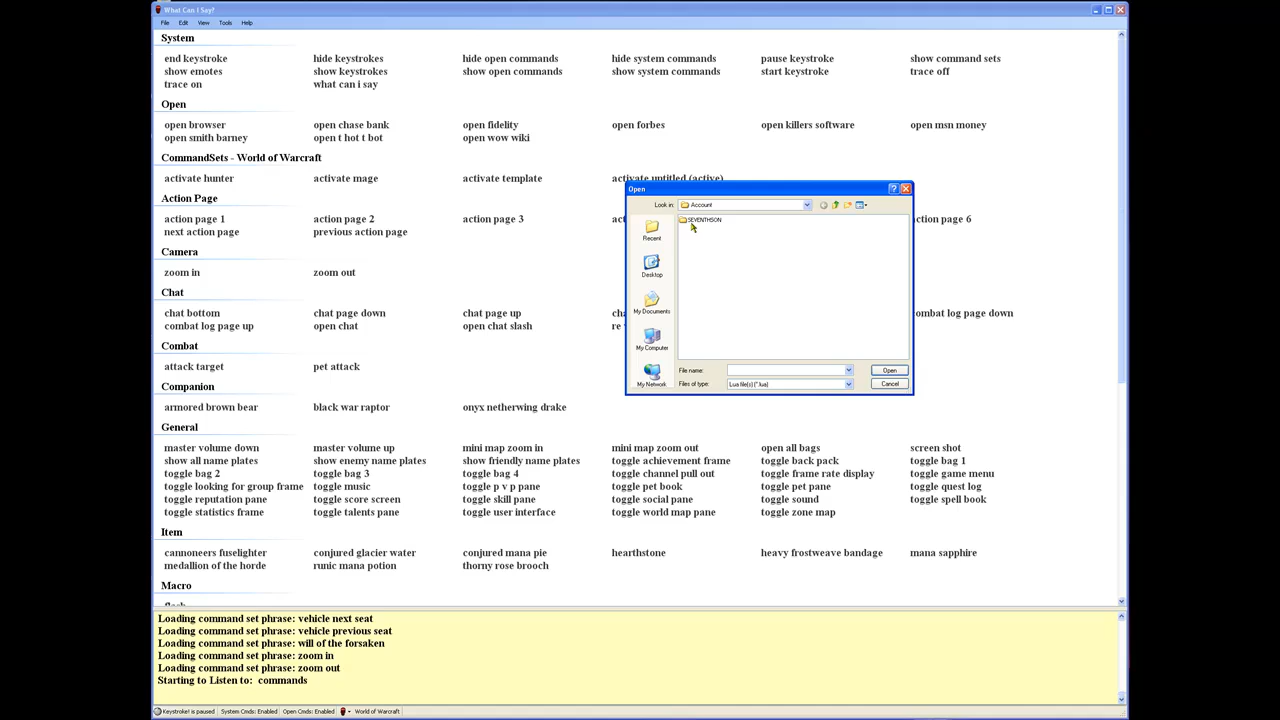 What Can I Say?
File Edit View Tools Help
System
end keystroke hide keystrokes hide open commands hide system commands pause keystroke show command sets
show emotes show keystrokes show open commands show system commands start keystroke trace off
trace on what can i say
Open
open browser open chase bank open fidelity open forbes open killers software open msn money
open smith barney open t hot t bot open wow wiki
CommandSets - World of Warcraft
activate hunter activate mage activate template activate untitled (active)
Action Page
action page 1 action page 2 action page 3 action page 6
next action page previous action page
Camera
zoom in zoom out
Chat
chat bottom chat page down chat page up combat log page down
combat log page up open chat open chat slash
Combat
attack target pet attack
Companion
armored brown bear black war raptor onyx netherwing drake
General
master volume down master volume up mini map zoom in mini map zoom out open all bags screen shot
show all name plates show enemy name plates show friendly name plates toggle achievement frame toggle back pack toggle bag 1
toggle bag 2 toggle bag 3 toggle bag 4 toggle channel pull out toggle frame rate display toggle game menu
toggle looking for group frame toggle music toggle p v p pane toggle pet book toggle pet pane toggle quest log
toggle reputation pane toggle score screen toggle skill pane toggle social pane toggle sound toggle spell book
toggle statistics frame toggle talents pane toggle user interface toggle world map pane toggle zone map
Item
cannoneers fuselighter conjured glacier water conjured mana pie hearthstone heavy frostweave bandage mana sapphire
medallion of the horde runic mana potion thorny rose brooch
Macro
Open
Look in: Account
SEVENTHSON
Recent
Desktop
My Documents
My Computer
My Network
File name: Open
Files of type: Lua file(s) (*.lua) Cancel
Loading command set phrase: vehicle next seat
Loading command set phrase: vehicle previous seat
Loading command set phrase: will of the forsaken
Loading command set phrase: zoom in
Loading command set phrase: zoom out
Starting to Listen to: commands
Keystroke! is paused System Cmds: Enabled Open Cmds: Enabled World of Warcraft